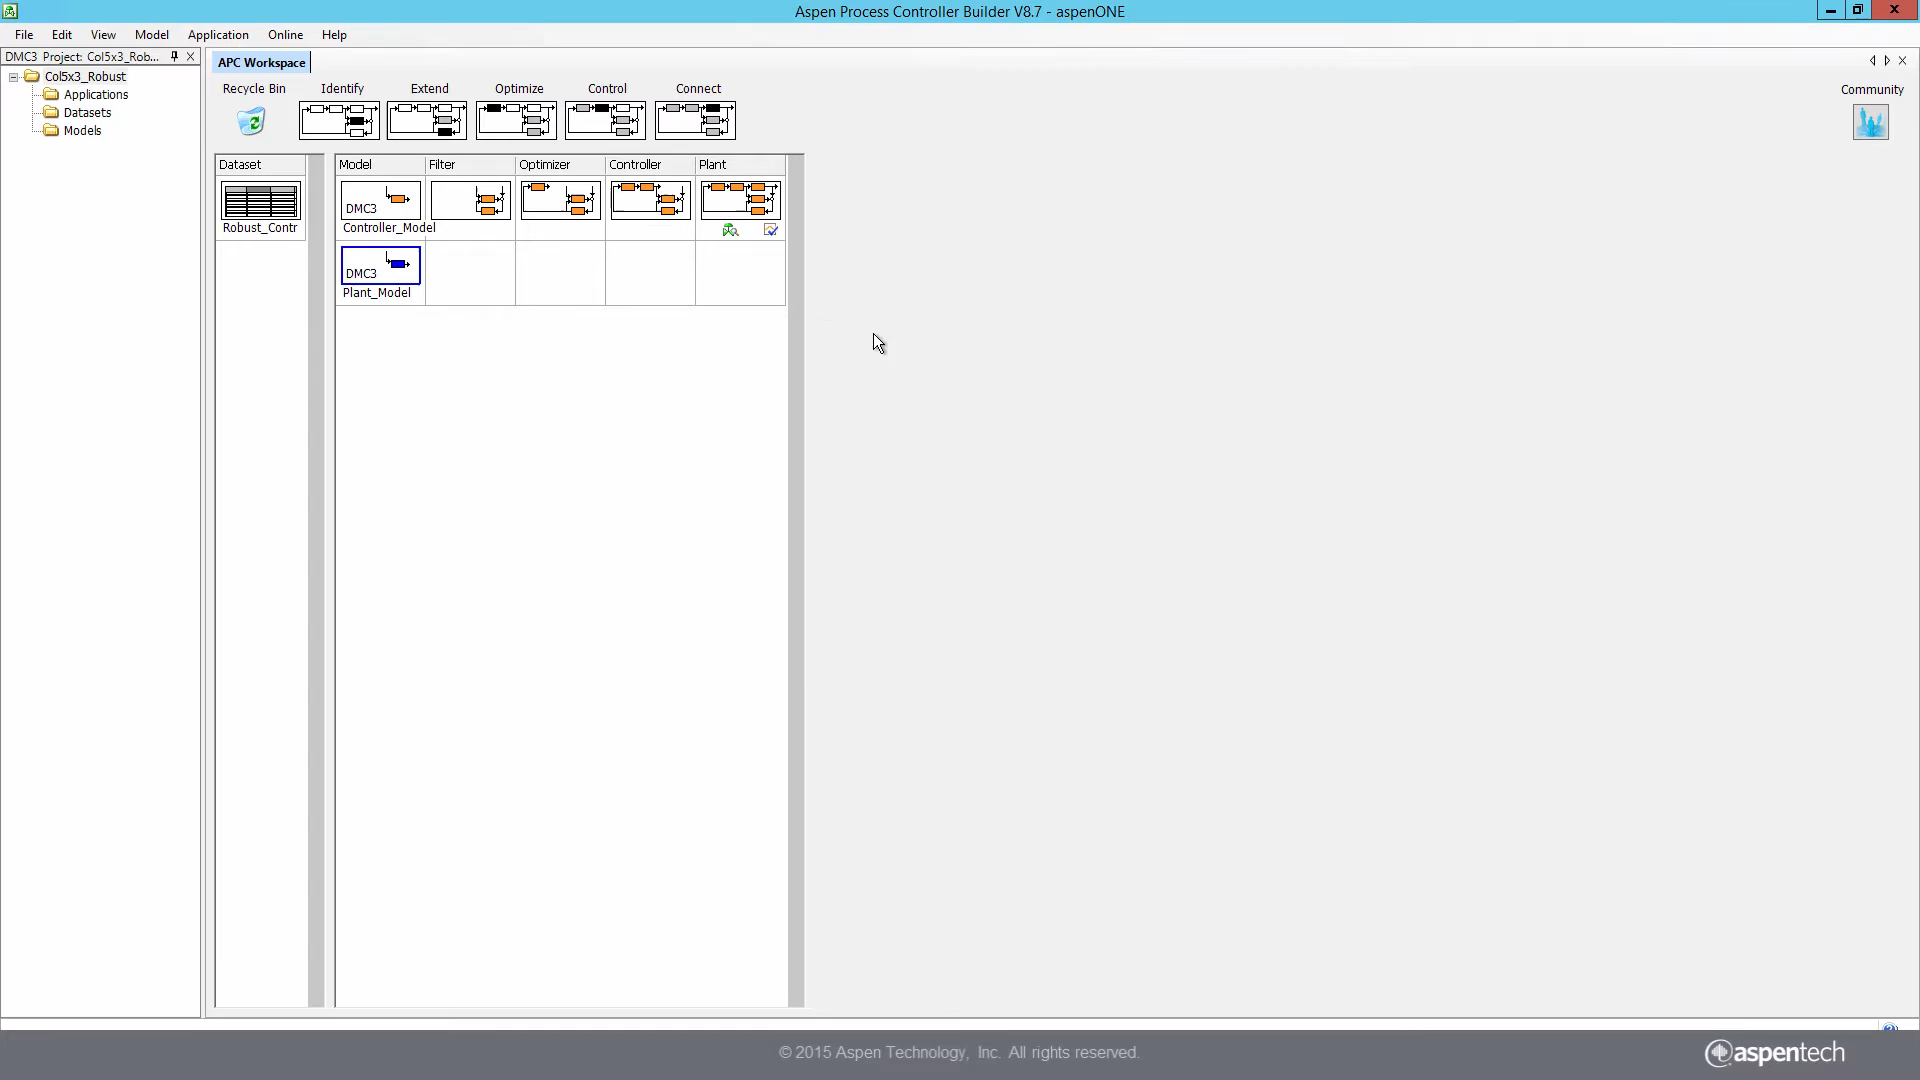 Aspen Process Controller Builder V8.7 - aspenONE
File Edit View Model Application Online Help
DMC3 Project: Col5x3_Rob...
Col5x3_Robust
Applications
Datasets
Models
APC Workspace
Recycle Bin Identify Extend Optimize Control Connect
Community
Dataset Model Filter Optimizer Controller Plant
DMC3
Robust_Contr Controller_Model
DMC3
Plant_Model
© 2015 Aspen Technology, Inc. All rights reserved.
aspentech